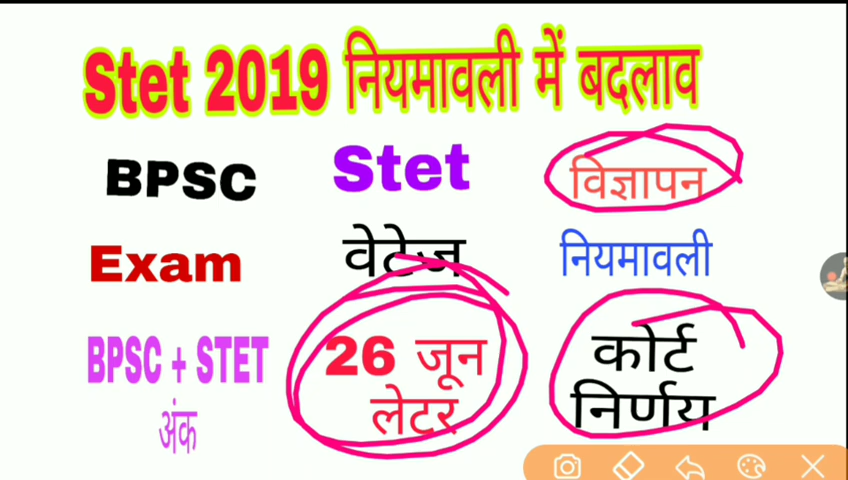 Stet 2019 नियमावली में बदलाव
BPSC Stet विज्ञापन
Exam वेटेज नियमावली
BPSC + STET 26 जून कोर्ट
अंक लेटर निर्णय